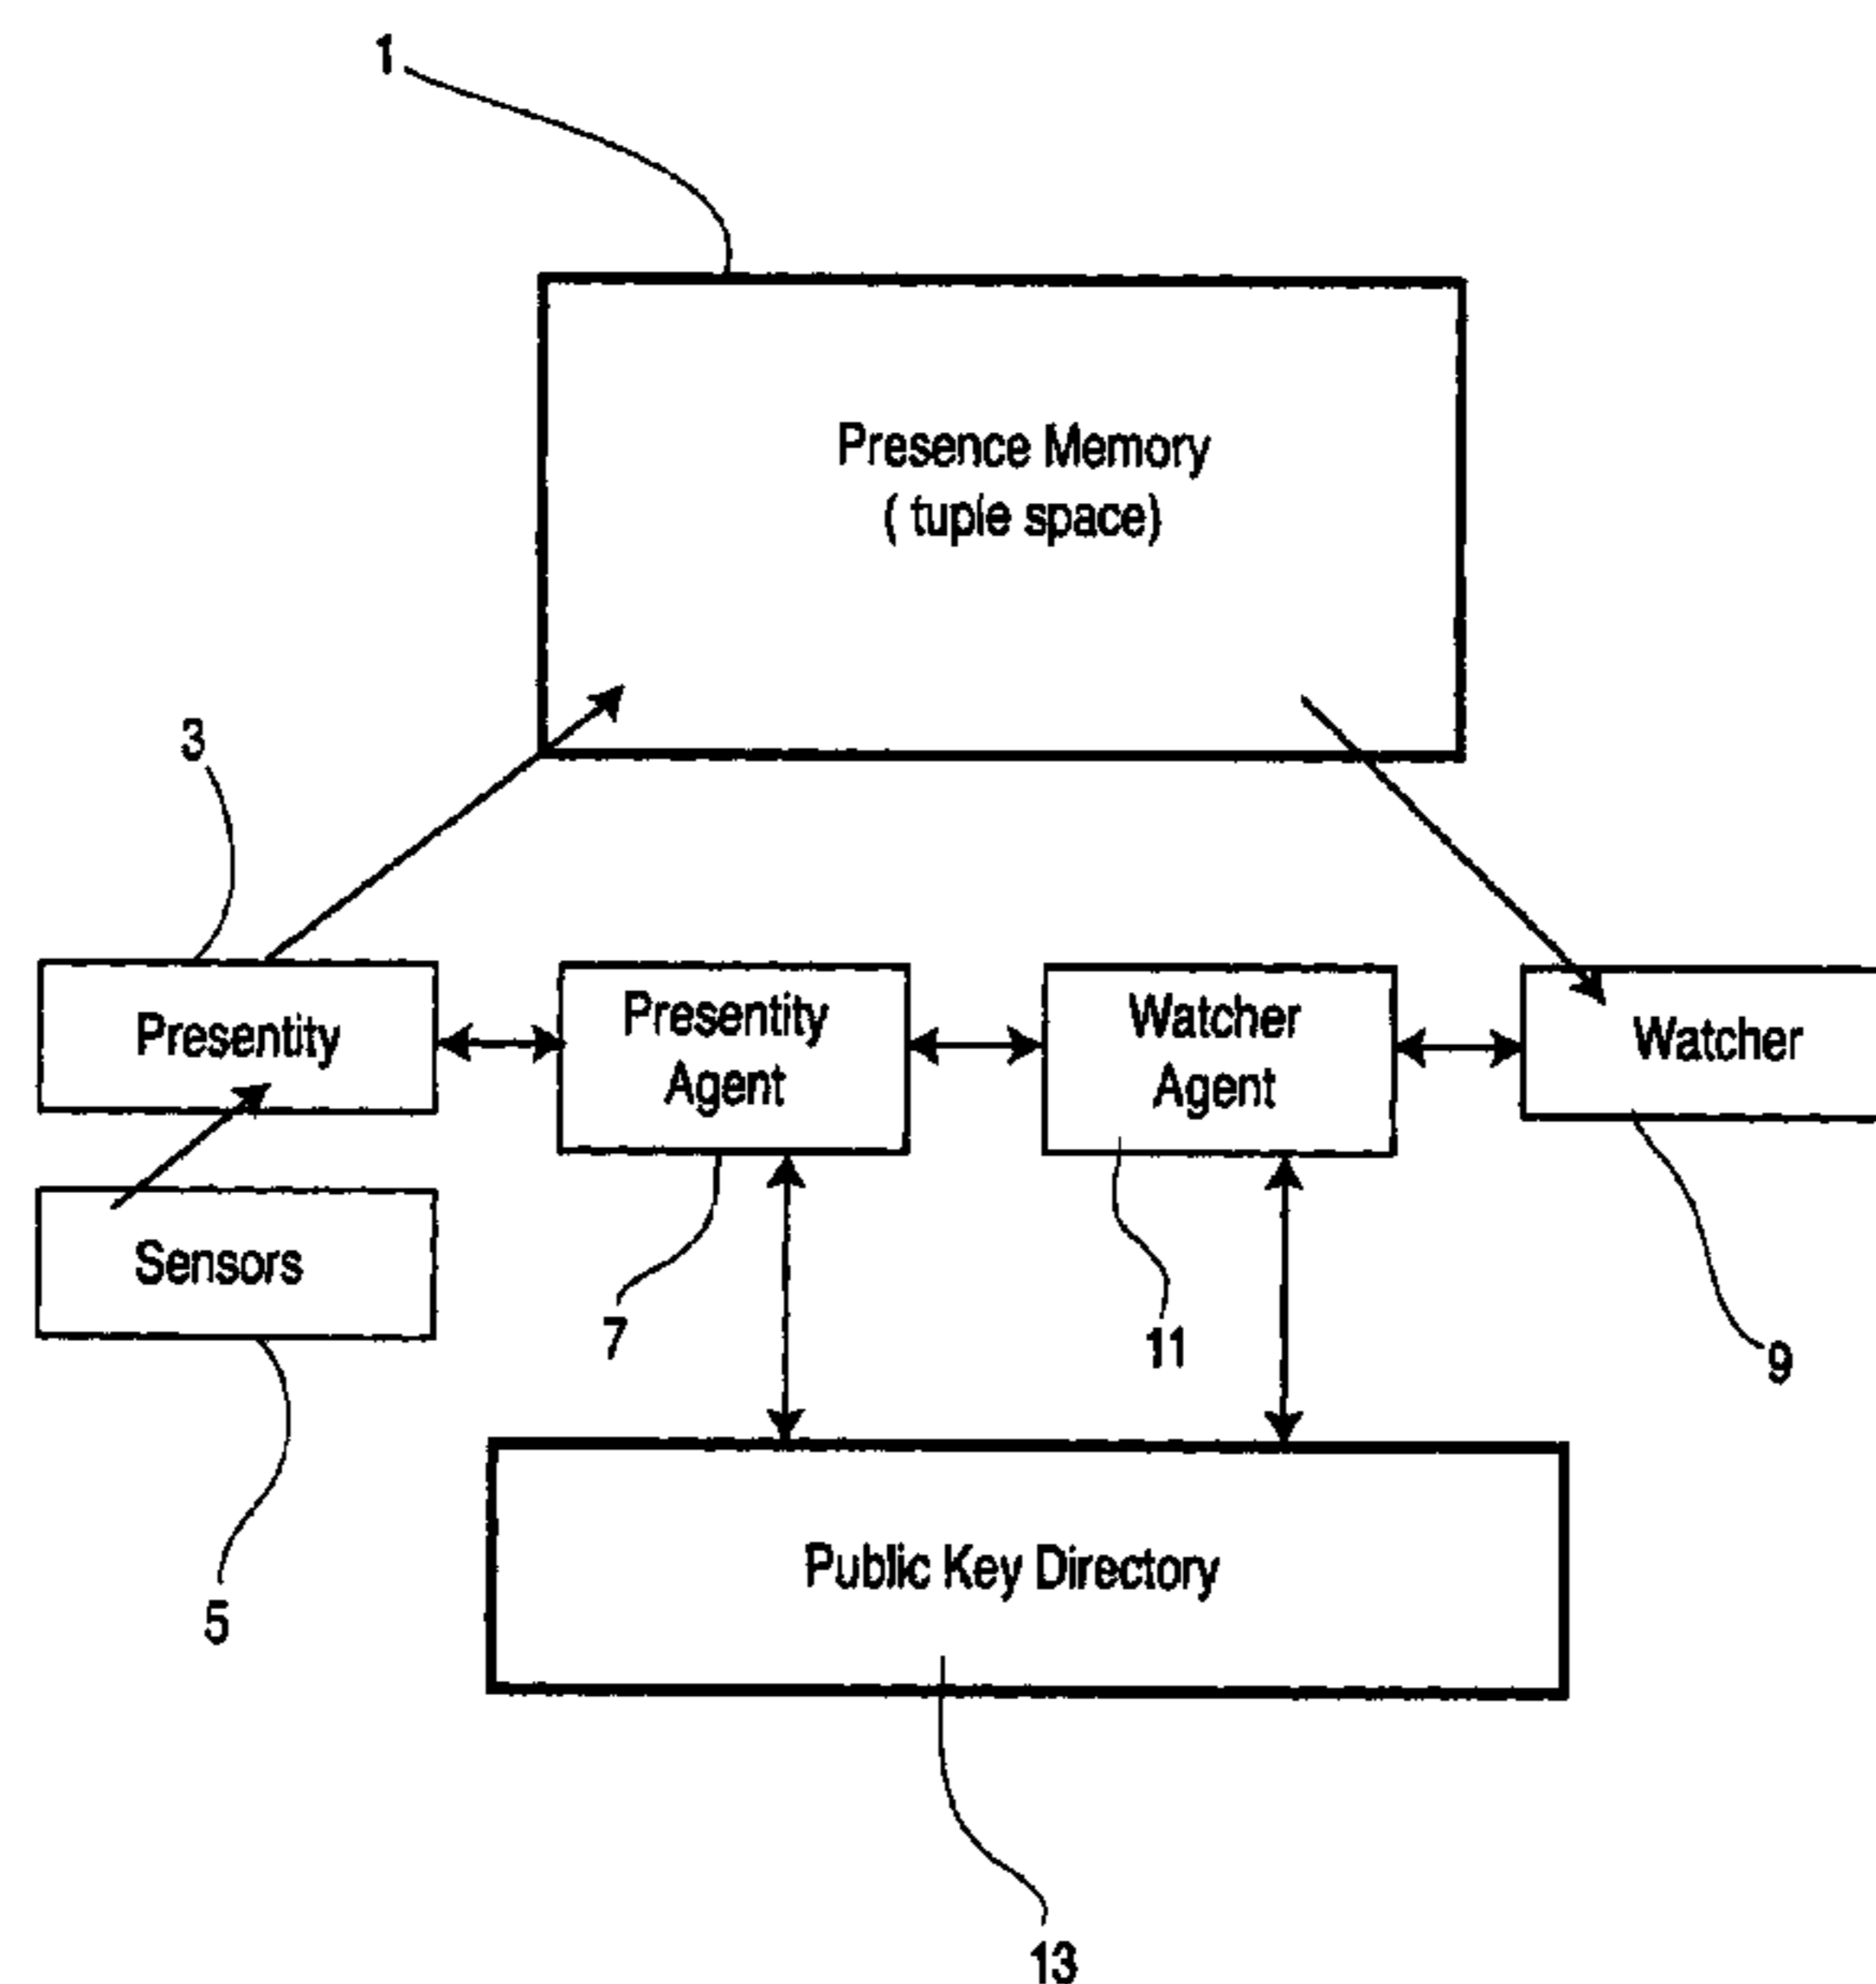 1
Presence Memory
( tuple space)
3
Presentity
Presentity
Agent
Watcher
Agent
Watcher
Sensors
7
11
9
5
Public Key Directory
13